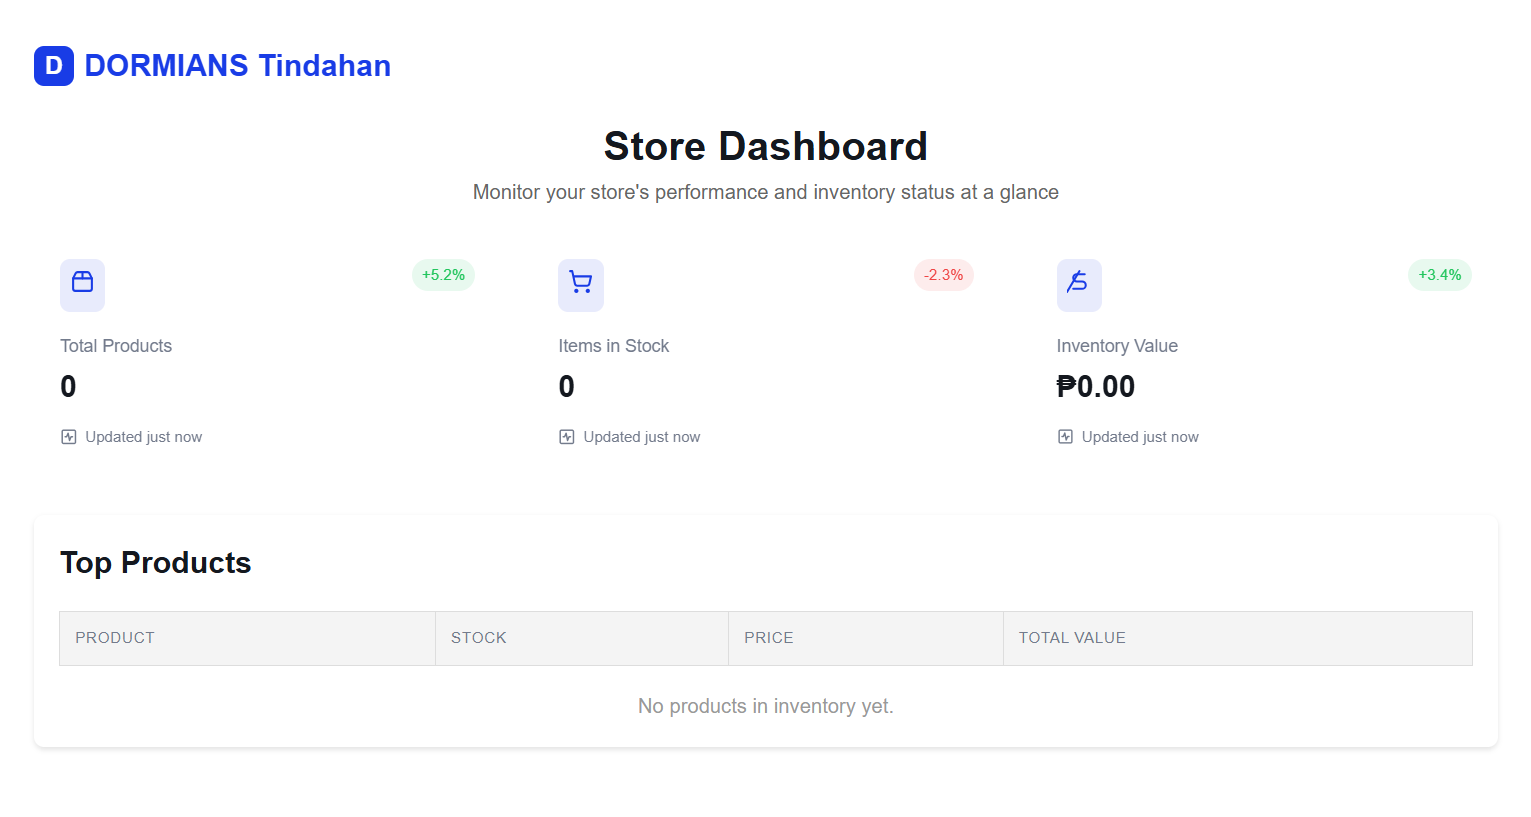 D DORMIANS Tindahan
Store Dashboard
Monitor your store's performance and inventory status at a glance
+5.2%
Total Products
0
Updated just now
-2.3%
Items in Stock
0
Updated just now
+3.4%
Inventory Value
₱0.00
Updated just now
Top Products
PRODUCT STOCK PRICE TOTAL VALUE
No products in inventory yet.